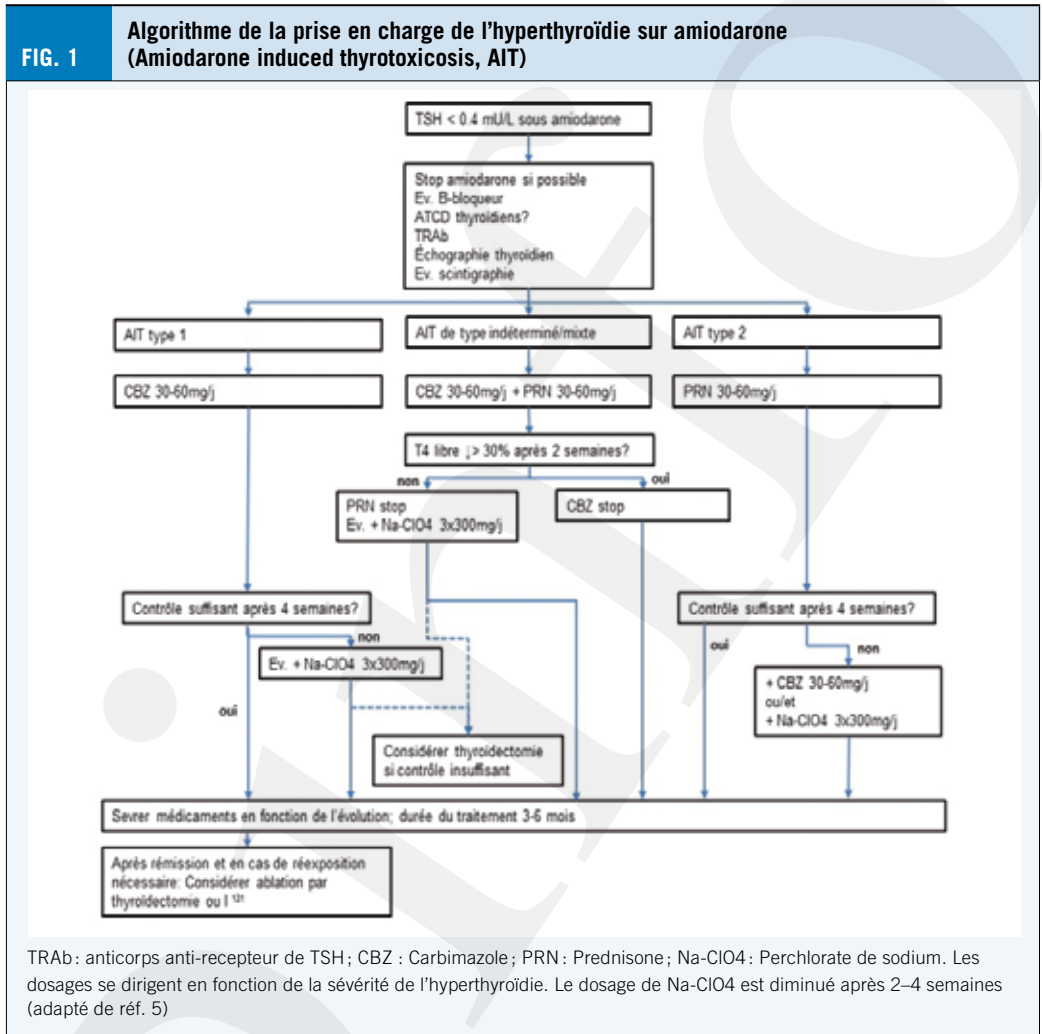 FIG. 1
Algorithme de la prise en charge de l'hyperthyroïdie sur amiodarone
(Amiodarone induced thyrotoxicosis, AIT)
TSH < 0.4 mU/L sous amiodarone
Stop amiodarone si possible
Ev. B-bloqueur
ATCD thyroïdiens?
TRAb
Échographie thyroïdien
Ev. scintigraphie
AIT type 1
AIT de type indéterminé/mixte
AIT type 2
CBZ 30-60mg/j
CBZ 30-60mg/j + PRN 30-60mg/j
PRN 30-60mg/j
T4 libre ↓> 30% après 2 semaines?
non
oui
PRN stop
Ev. + Na-ClO4 3x300mg/j
CBZ stop
Contrôle suffisant après 4 semaines?
Contrôle suffisant après 4 semaines?
non
oui
non
Ev. + Na-ClO4 3x300mg/j
+ CBZ 30-60mg/j
ou/et
+ Na-ClO4 3x300mg/j
oui
Considérer thyroïdectomie
si contrôle insuffisant
Sevrer médicaments en fonction de l'évolution; durée du traitement 3-6 mois
Après rémission et en cas de réexposition
nécessaire: Considérer ablation par
thyroïdectomie ou I ¹³¹
TRAb : anticorps anti-recepteur de TSH ; CBZ : Carbimazole ; PRN : Prednisone ; Na-ClO4 : Perchlorate de sodium. Les
dosages se dirigent en fonction de la sévérité de l'hyperthyroïdie. Le dosage de Na-ClO4 est diminué après 2–4 semaines
(adapté de réf. 5)